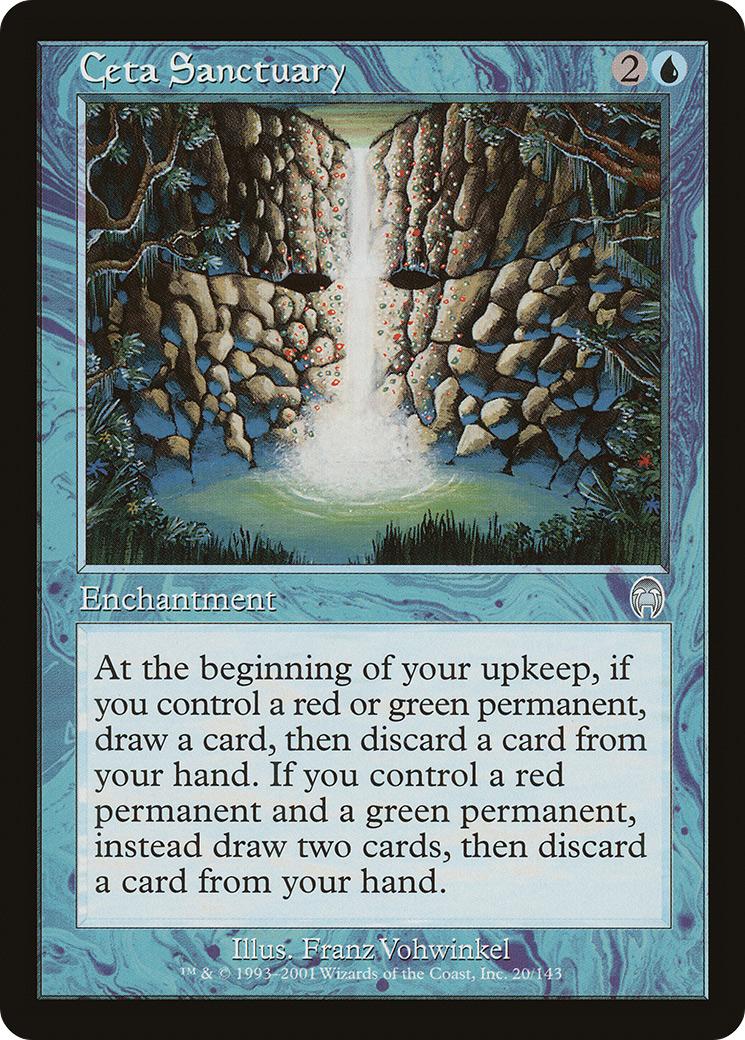 Ceta Sanctuary 2
Enchantment
At the beginning of your upkeep, if
you control a red or green permanent,
draw a card, then discard a card from
your hand. If you control a red
permanent and a green permanent,
instead draw two cards, then discard
a card from your hand.
Illus. Franz Vohwinkel
™ & © 1993–2001 Wizards of the Coast, Inc. 20/143